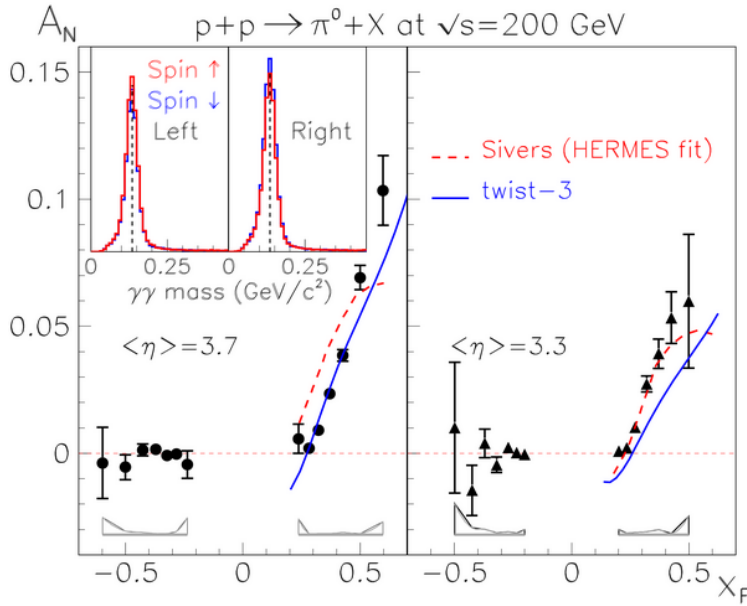 A_N p+p → π⁰+X at √s=200 GeV
0.15
0.1
0.05
0
Spin ↑
Spin ↓
Left
Right
0 0.25 0 0.25
γγ mass (GeV/c²)
Sivers (HERMES fit)
twist−3
<η>=3.7
<η>=3.3
−0.5 0 0.5 −0.5 0 0.5 x_F